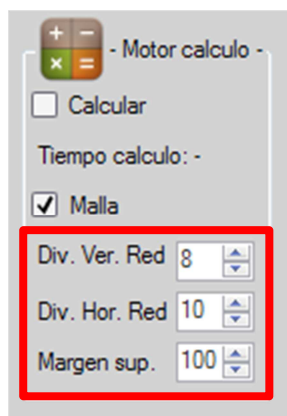 - Motor calculo -
Calcular
Tiempo calculo: -
Malla
Div. Ver. Red 8
Div. Hor. Red 10
Margen sup. 100